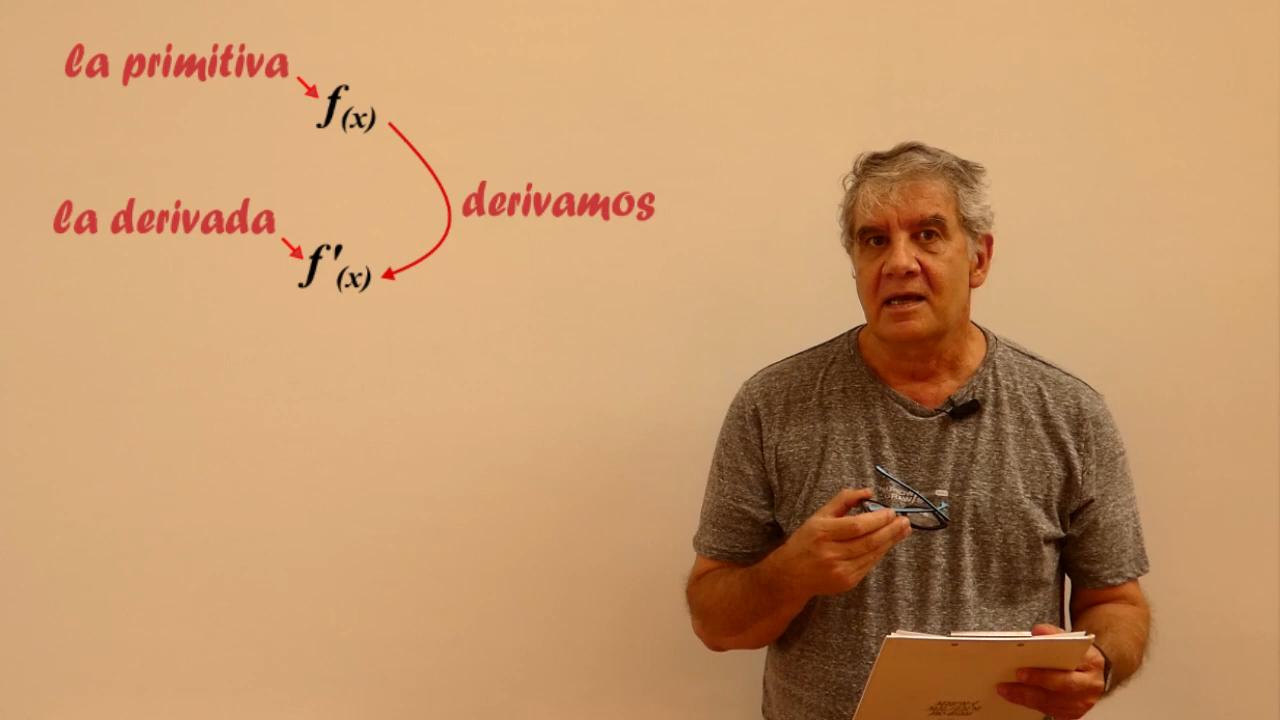 la primitiva
f(x)
derivamos
la derivada
f'(x)